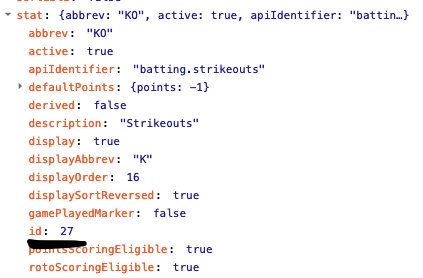 stat: {abbrev: "KO", active: true, apiIdentifier: "battin…}
abbrev: "KO"
active: true
apiIdentifier: "batting.strikeouts"
defaultPoints: {points: -1}
derived: false
description: "Strikeouts"
display: true
displayAbbrev: "K"
displayOrder: 16
displaySortReversed: true
gamePlayedMarker: false
id: 27
pointsScoringEligible: true
rotoScoringEligible: true